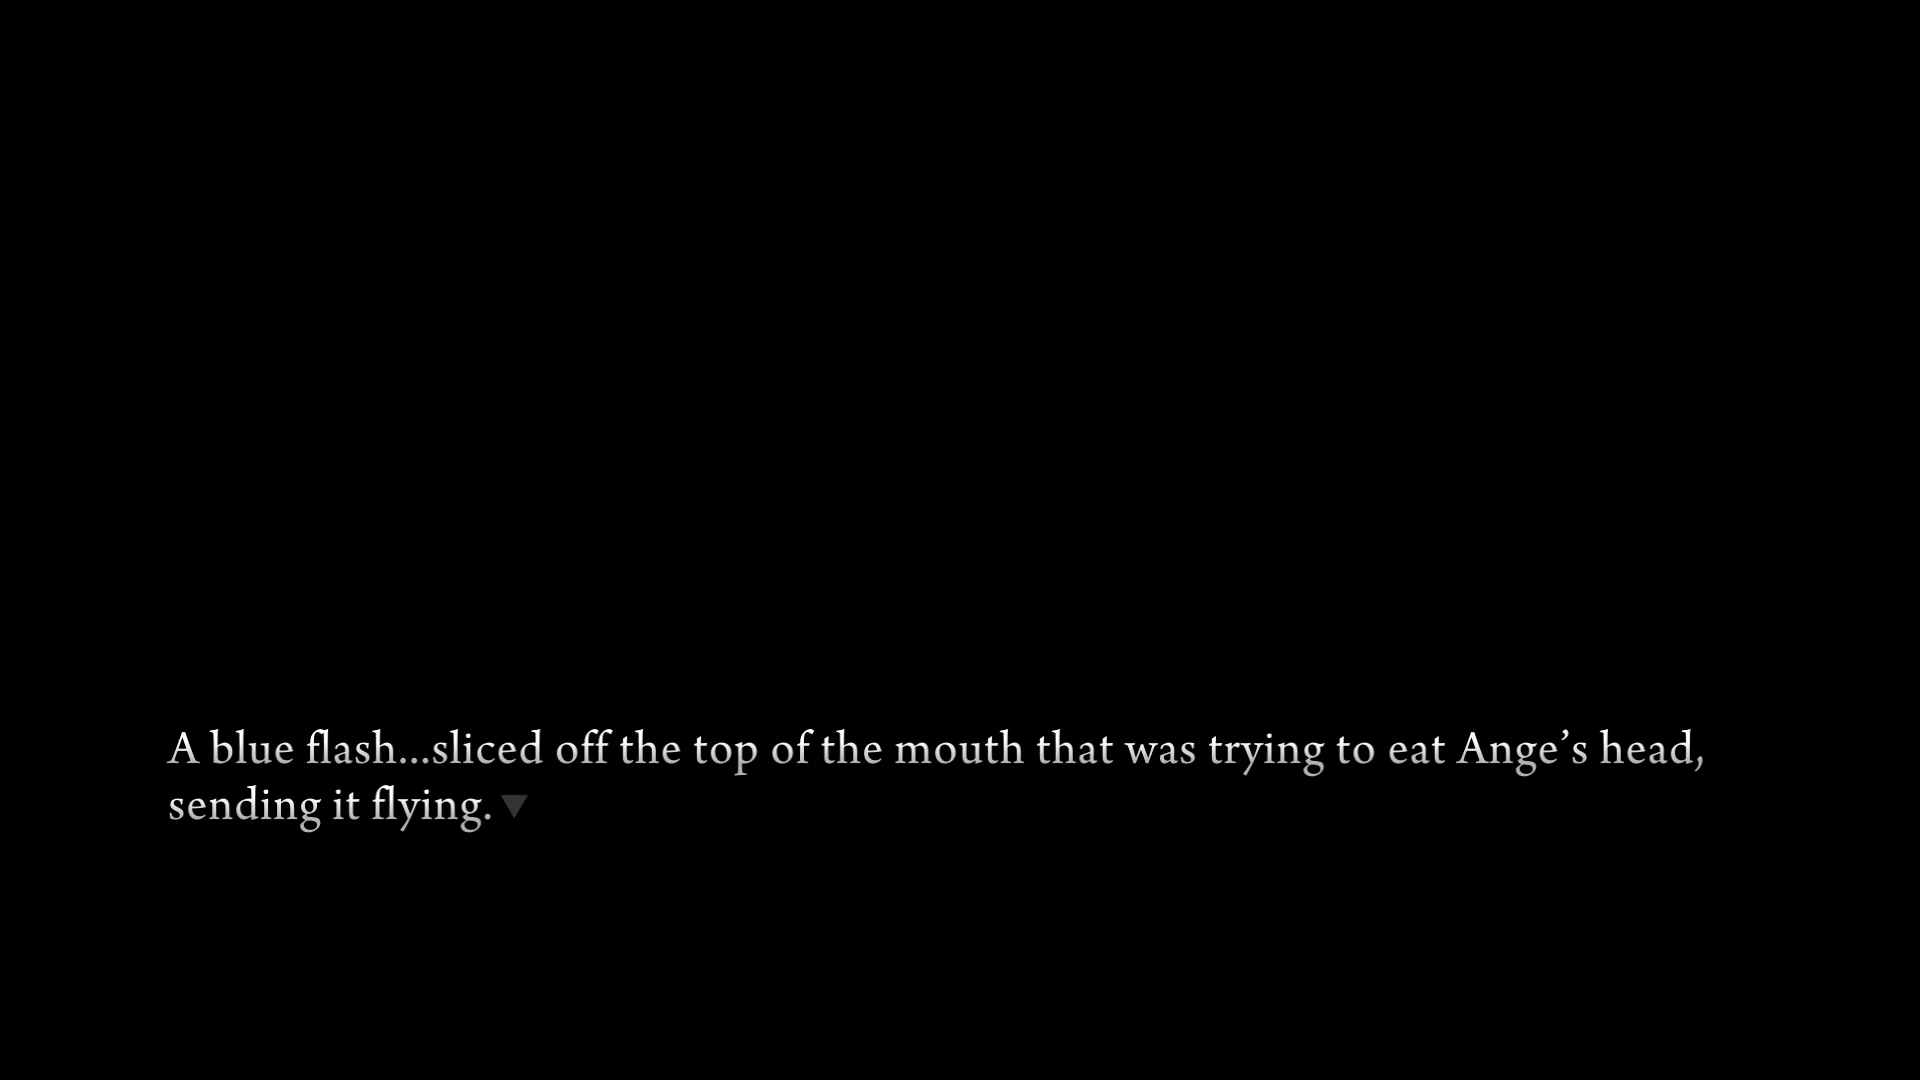 A blue flash...sliced off the top of the mouth that was trying to eat Ange’s head,
sending it flying.